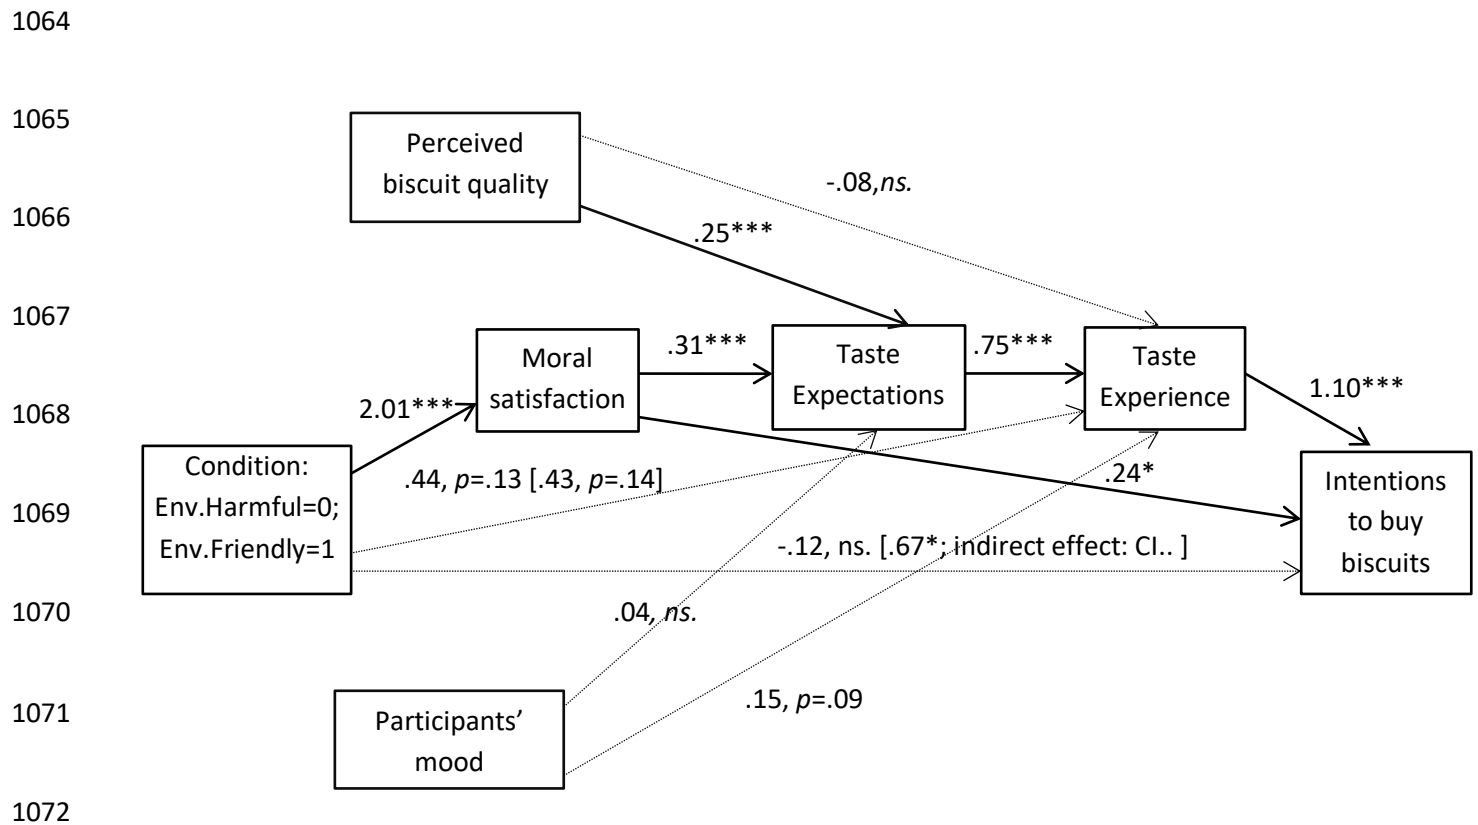 1064
1065
Perceived
biscuit quality
-.08,ns.
1066
.25***
1067
Moral
satisfaction
.31***
Taste
Expectations
.75***
Taste
Experience
1.10***
1068
2.01***
Condition:
Env.Harmful=0;
Env.Friendly=1
.44, p=.13 [.43, p=.14]
.24*
Intentions
to buy
biscuits
1069
-.12, ns. [.67*; indirect effect: CI.. ]
1070
.04, ns.
1071
Participants’
mood
.15, p=.09
1072